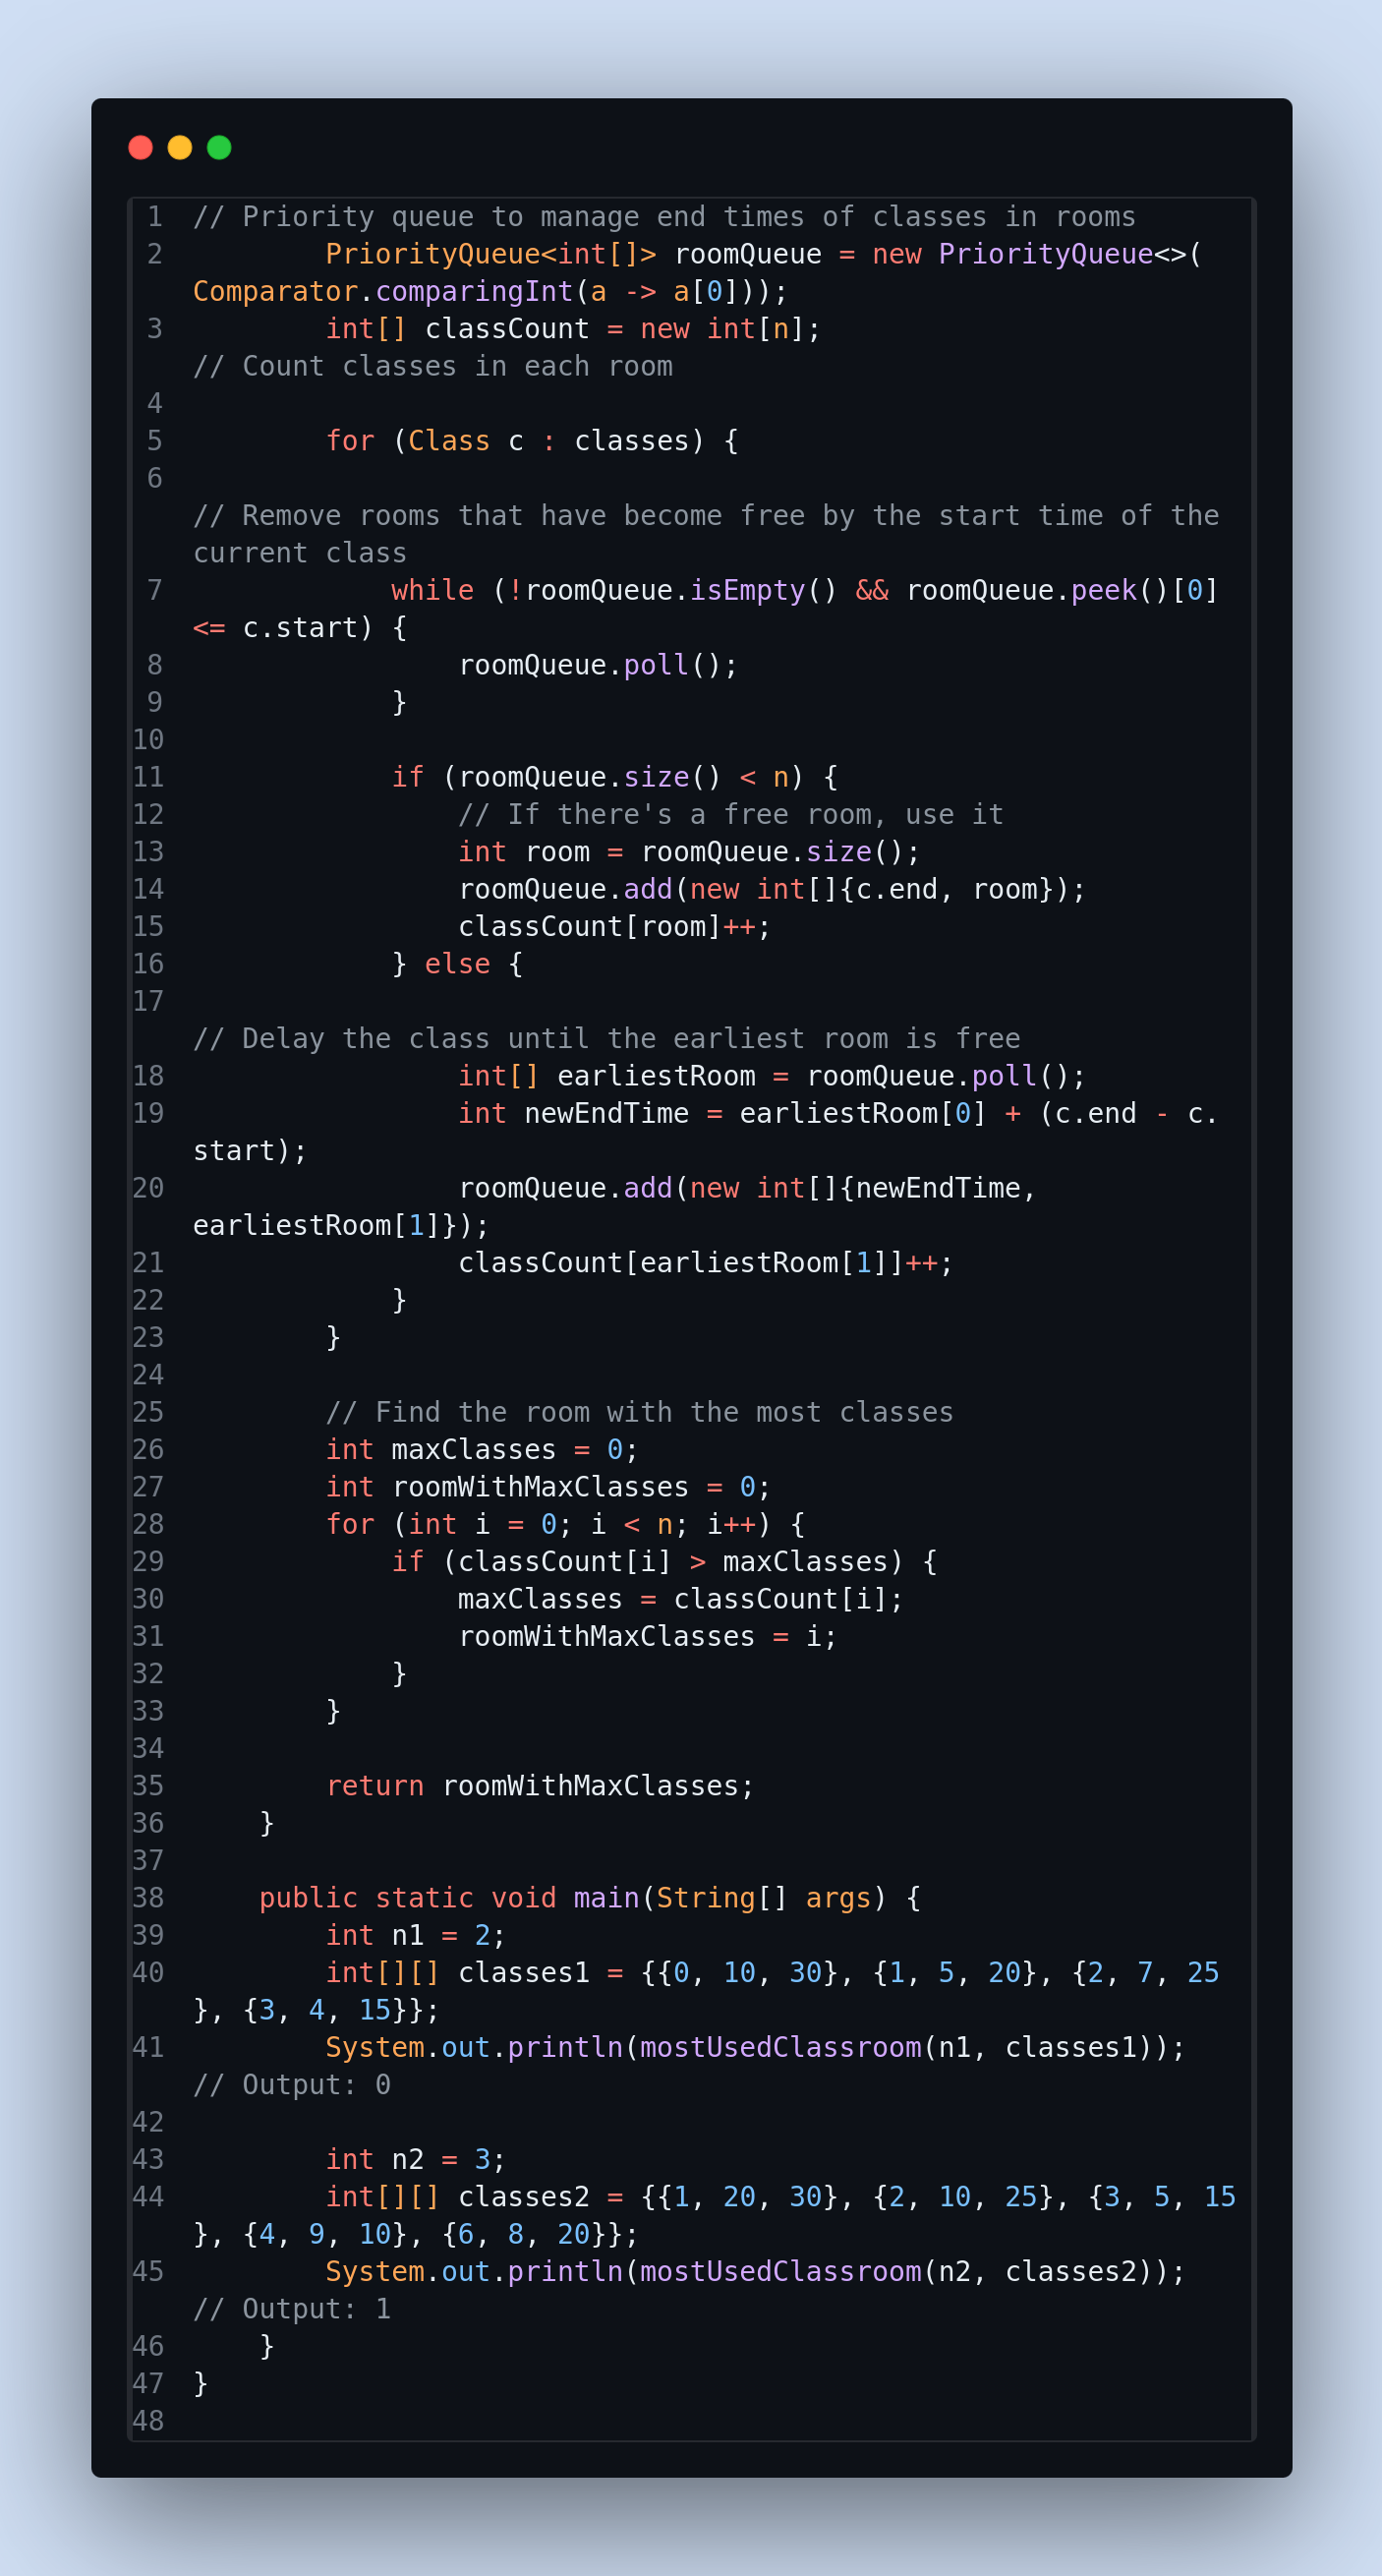 1 // Priority queue to manage end times of classes in rooms
2         PriorityQueue<int[]> roomQueue = new PriorityQueue<>(
Comparator.comparingInt(a -> a[0]));
3         int[] classCount = new int[n];
// Count classes in each room
4
5         for (Class c : classes) {
6
// Remove rooms that have become free by the start time of the
current class
7             while (!roomQueue.isEmpty() && roomQueue.peek()[0]
<= c.start) {
8                 roomQueue.poll();
9             }
10
11             if (roomQueue.size() < n) {
12                 // If there's a free room, use it
13                 int room = roomQueue.size();
14                 roomQueue.add(new int[]{c.end, room});
15                 classCount[room]++;
16             } else {
17
// Delay the class until the earliest room is free
18                 int[] earliestRoom = roomQueue.poll();
19                 int newEndTime = earliestRoom[0] + (c.end - c.
start);
20                 roomQueue.add(new int[]{newEndTime,
earliestRoom[1]});
21                 classCount[earliestRoom[1]]++;
22             }
23         }
24
25         // Find the room with the most classes
26         int maxClasses = 0;
27         int roomWithMaxClasses = 0;
28         for (int i = 0; i < n; i++) {
29             if (classCount[i] > maxClasses) {
30                 maxClasses = classCount[i];
31                 roomWithMaxClasses = i;
32             }
33         }
34
35         return roomWithMaxClasses;
36     }
37
38     public static void main(String[] args) {
39         int n1 = 2;
40         int[][] classes1 = {{0, 10, 30}, {1, 5, 20}, {2, 7, 25
}, {3, 4, 15}};
41         System.out.println(mostUsedClassroom(n1, classes1));
// Output: 0
42
43         int n2 = 3;
44         int[][] classes2 = {{1, 20, 30}, {2, 10, 25}, {3, 5, 15
}, {4, 9, 10}, {6, 8, 20}};
45         System.out.println(mostUsedClassroom(n2, classes2));
// Output: 1
46     }
47 }
48